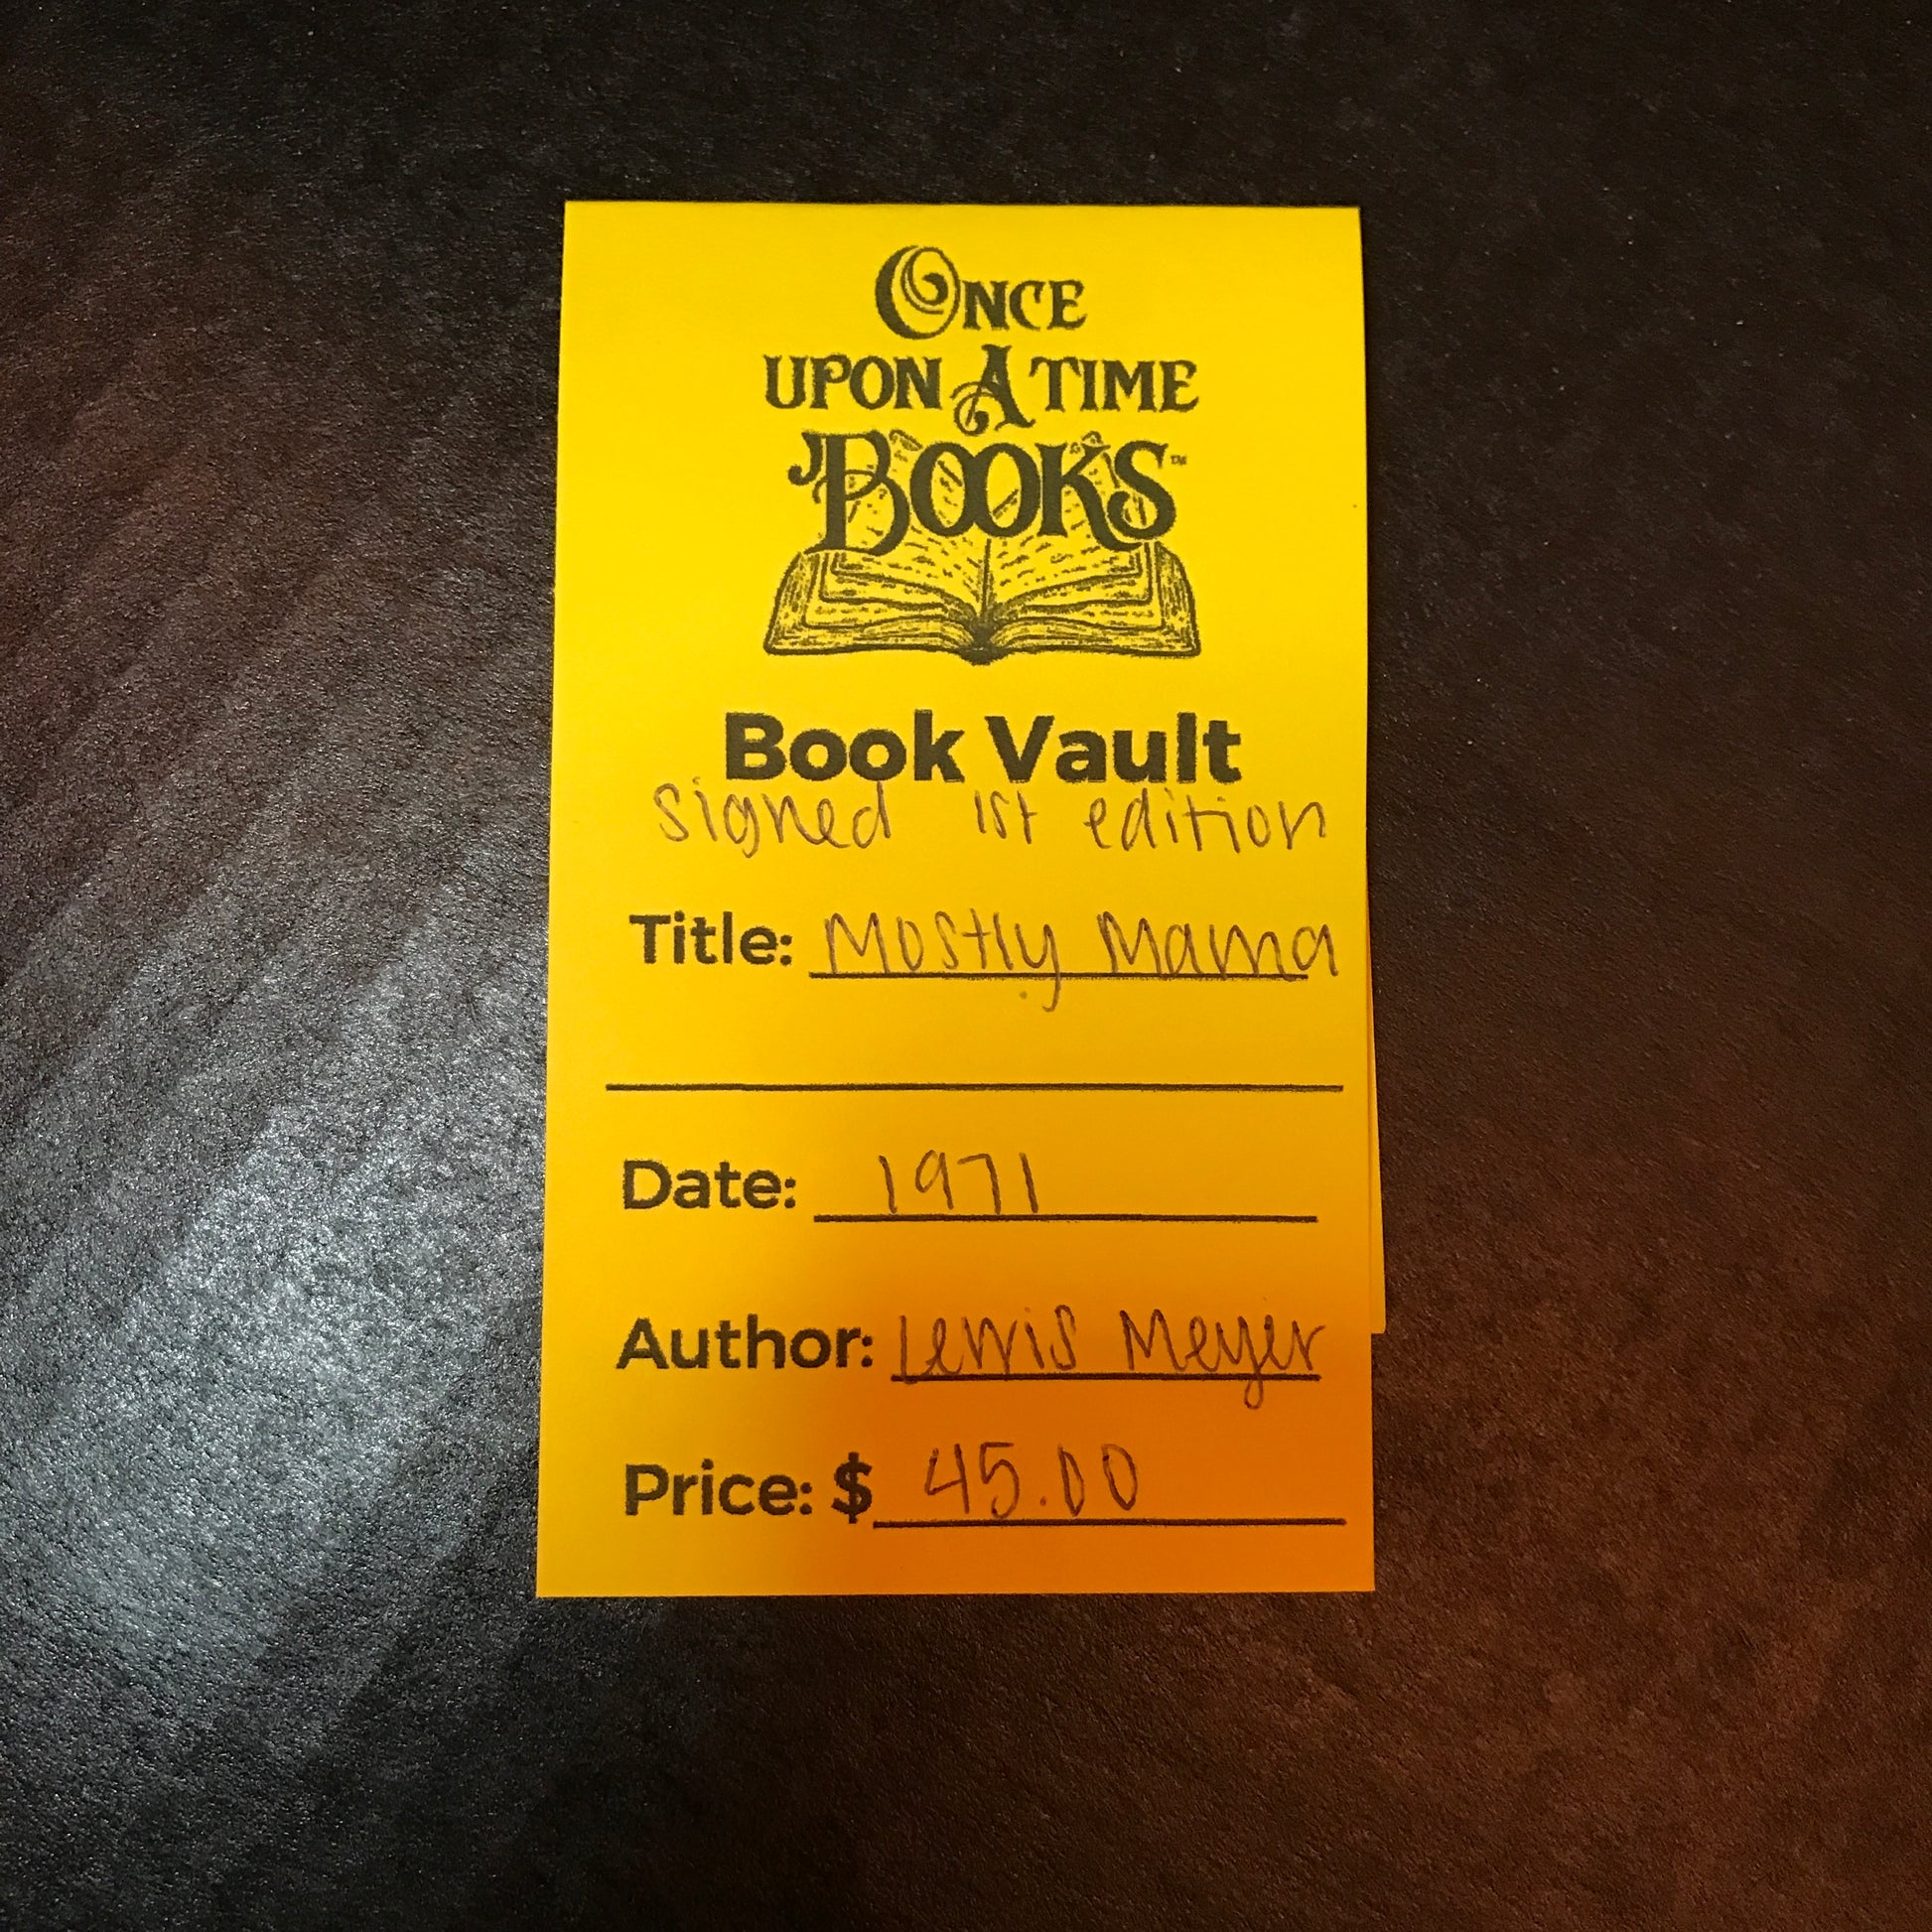 ONCE
UPON A TIME
BOOKS™
Book Vault
signed 1st edition
Title: Mostly Mama
Date: 1971
Author: Lewis Meyer
Price: $ 45.00